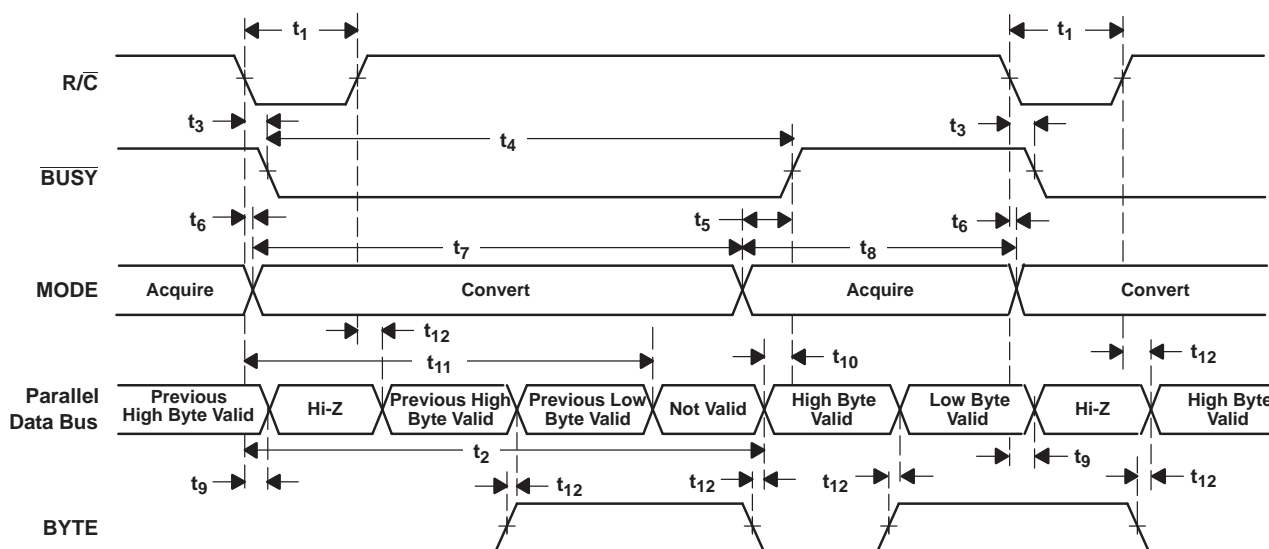 t1 t1
R/C̅
t3 t4 t3
B̅U̅S̅Y̅
t6 t5 t6
t7 t8
MODE Acquire Convert Acquire Convert
t12
t11 t10 t12
Parallel Data Bus
Previous High Byte Valid
Hi-Z
Previous High Byte Valid
Previous Low Byte Valid
Not Valid
High Byte Valid
Low Byte Valid
Hi-Z
High Byte Valid
t2 t9
t9 t12 t12 t12 t12
BYTE